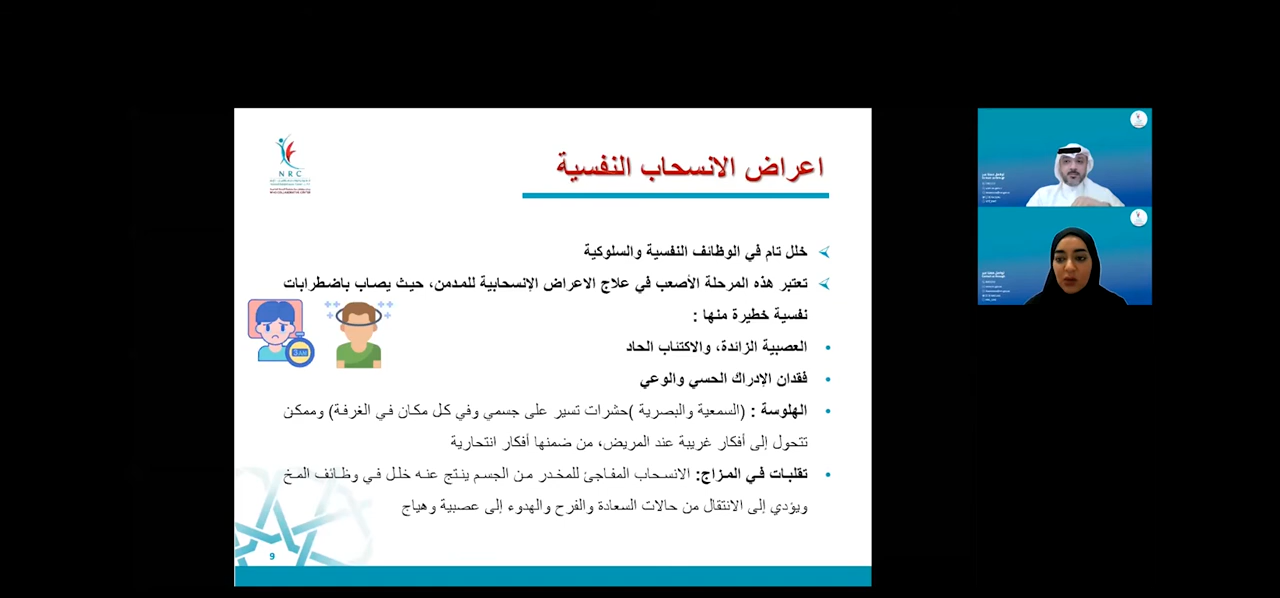 اعراض الانسحاب النفسية
NRC
خلل تام في الوظائف النفسية والسلوكية
تعتبر هذه المرحلة الأصعب في علاج الاعراض الإنسحابية للمدمن، حيث يصاب باضطرابات
نفسية خطيرة منها :
العصبية الزائدة، والاكتئاب الحاد
فقدان الإدراك الحسي والوعي
الهلوسة : (السمعية والبصرية )حشرات تسير على جسمي وفي كل مكان في الغرفة) وممكن
تتحول إلى أفكار غريبة عند المريض، من ضمنها أفكار انتحارية
تقلبات في المزاج: الانسحاب المفاجئ للمخدر من الجسم ينتج عنه خلل في وظائف المخ
ويؤدي إلى الانتقال من حالات السعادة والفرح والهدوء إلى عصبية وهياج
9